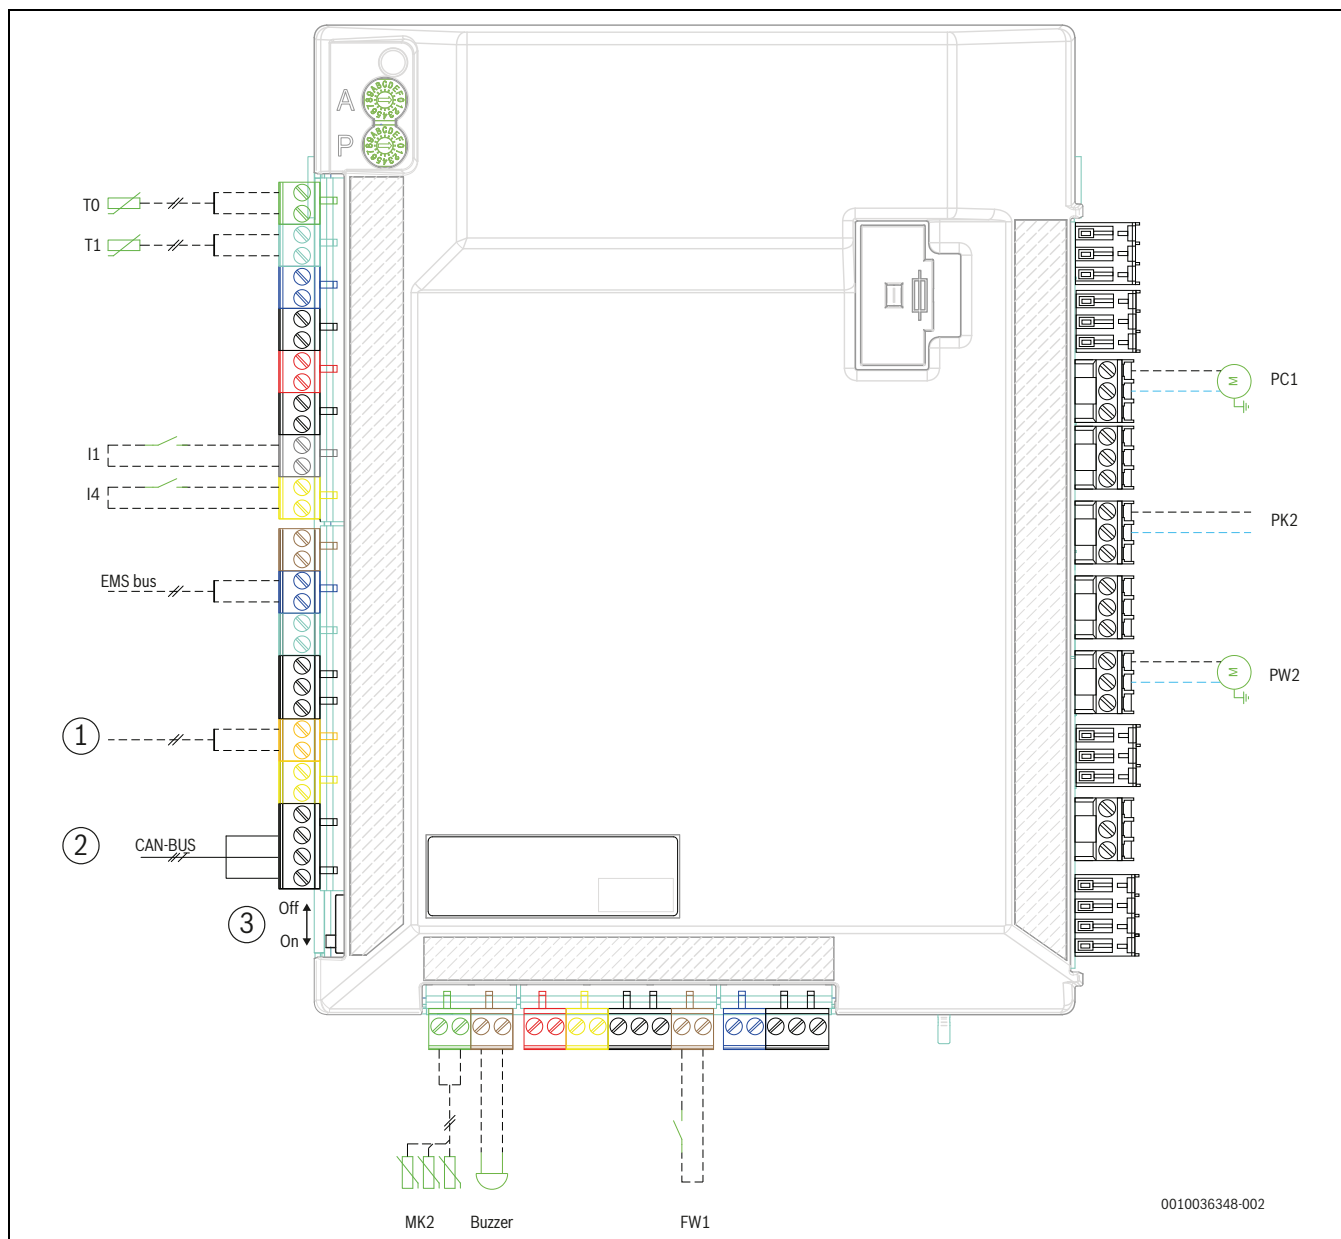 A
P
T0
T1
I1
I4
EMS bus
1
2
CAN-BUS
3
Off
On
PC1
M
PK2
PW2
M
MK2
Buzzer
FW1
0010036348-002